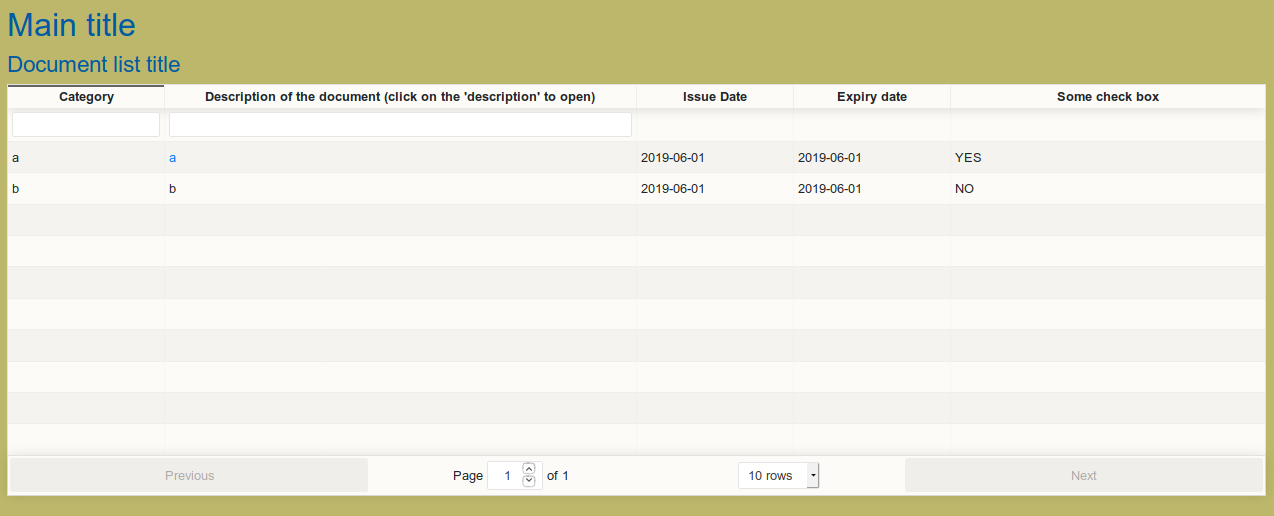 Main title
Document list title
Category Description of the document (click on the 'description' to open) Issue Date Expiry date Some check box
a a 2019-06-01 2019-06-01 YES
b b 2019-06-01 2019-06-01 NO
Previous Page 1 of 1 10 rows Next